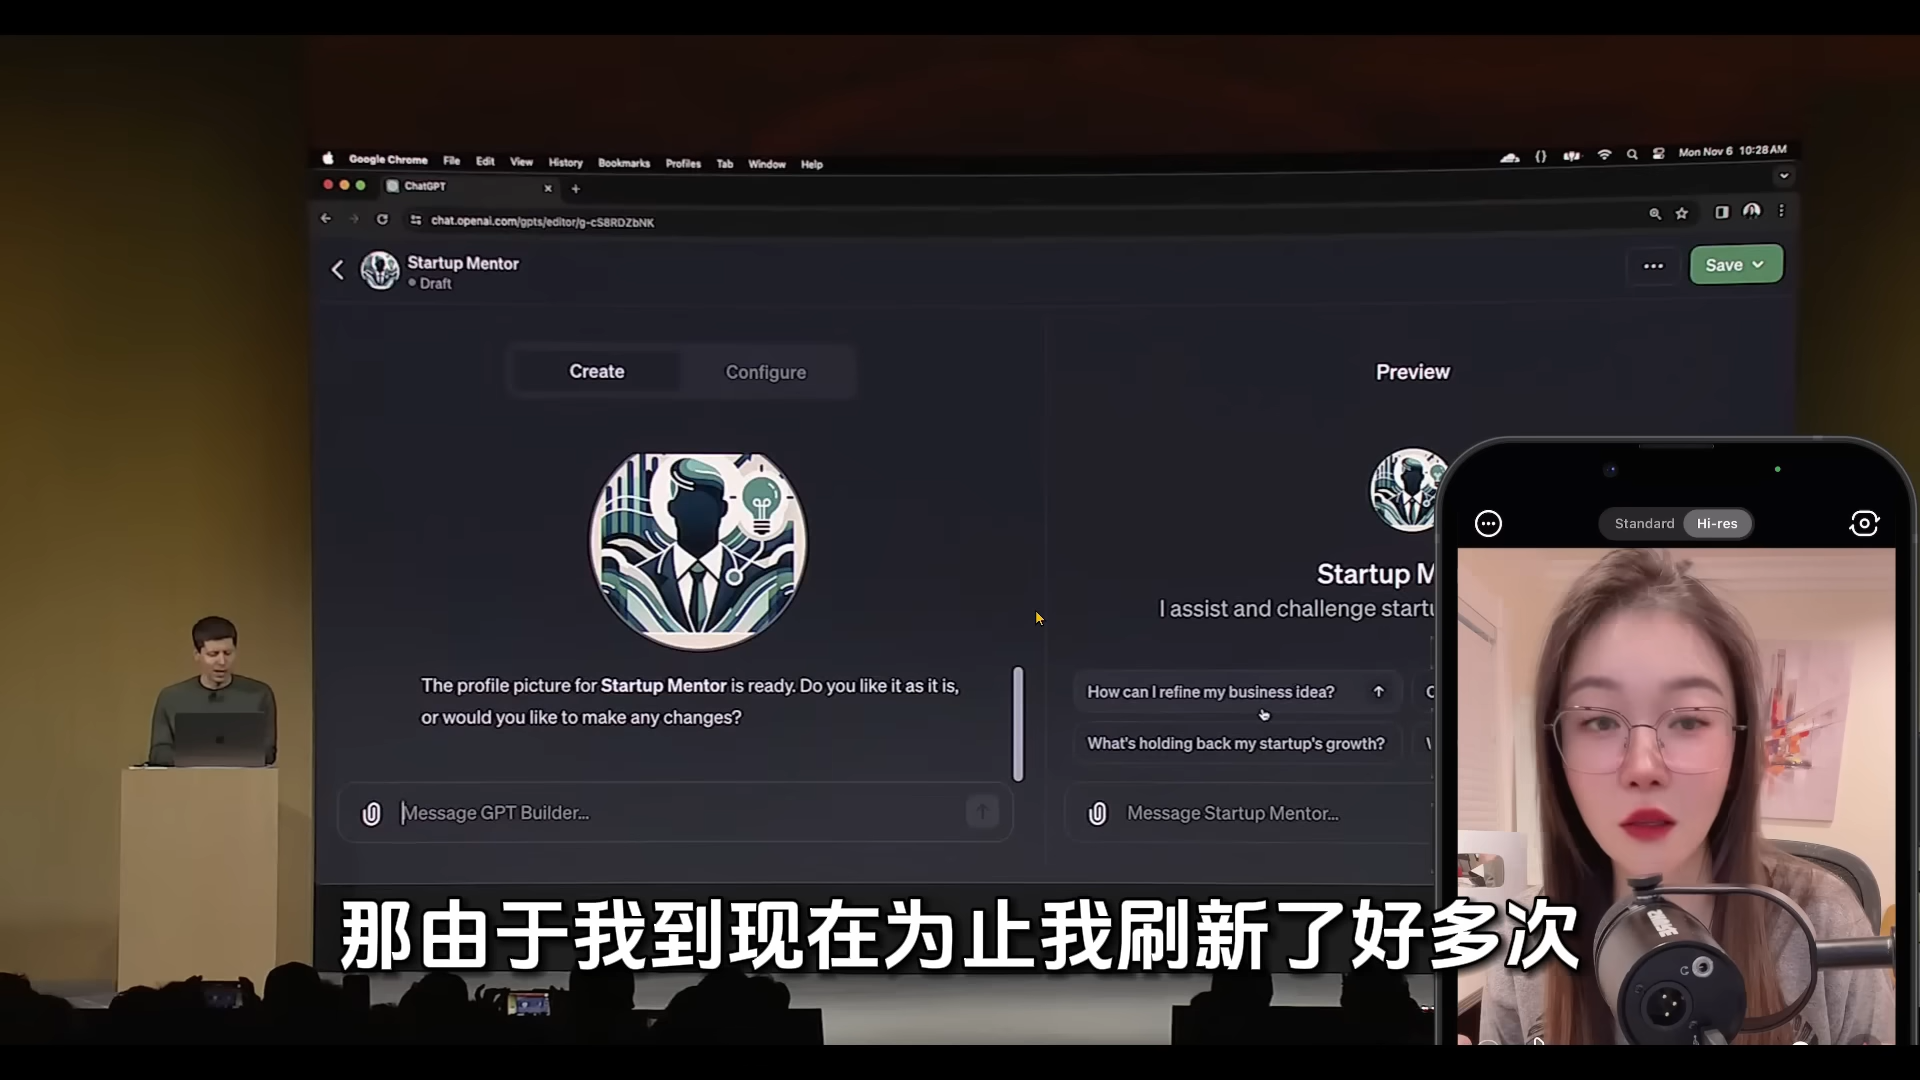 Google Chrome File Edit View History Bookmarks Profiles Tab Window Help
Mon Nov 6 10:28 AM
ChatGPT
chat.openai.com/gpts/editor/g-cS8RDZbNK
Startup Mentor
Draft
Save
Create
Configure
Preview
Standard
Hi-res
Startup M
I assist and challenge startu
The profile picture for Startup Mentor is ready. Do you like it as it is,
or would you like to make any changes?
How can I refine my business idea?
What's holding back my startup's growth?
Message GPT Builder...
Message Startup Mentor...
那由于我到现在为止我刷新了好多次